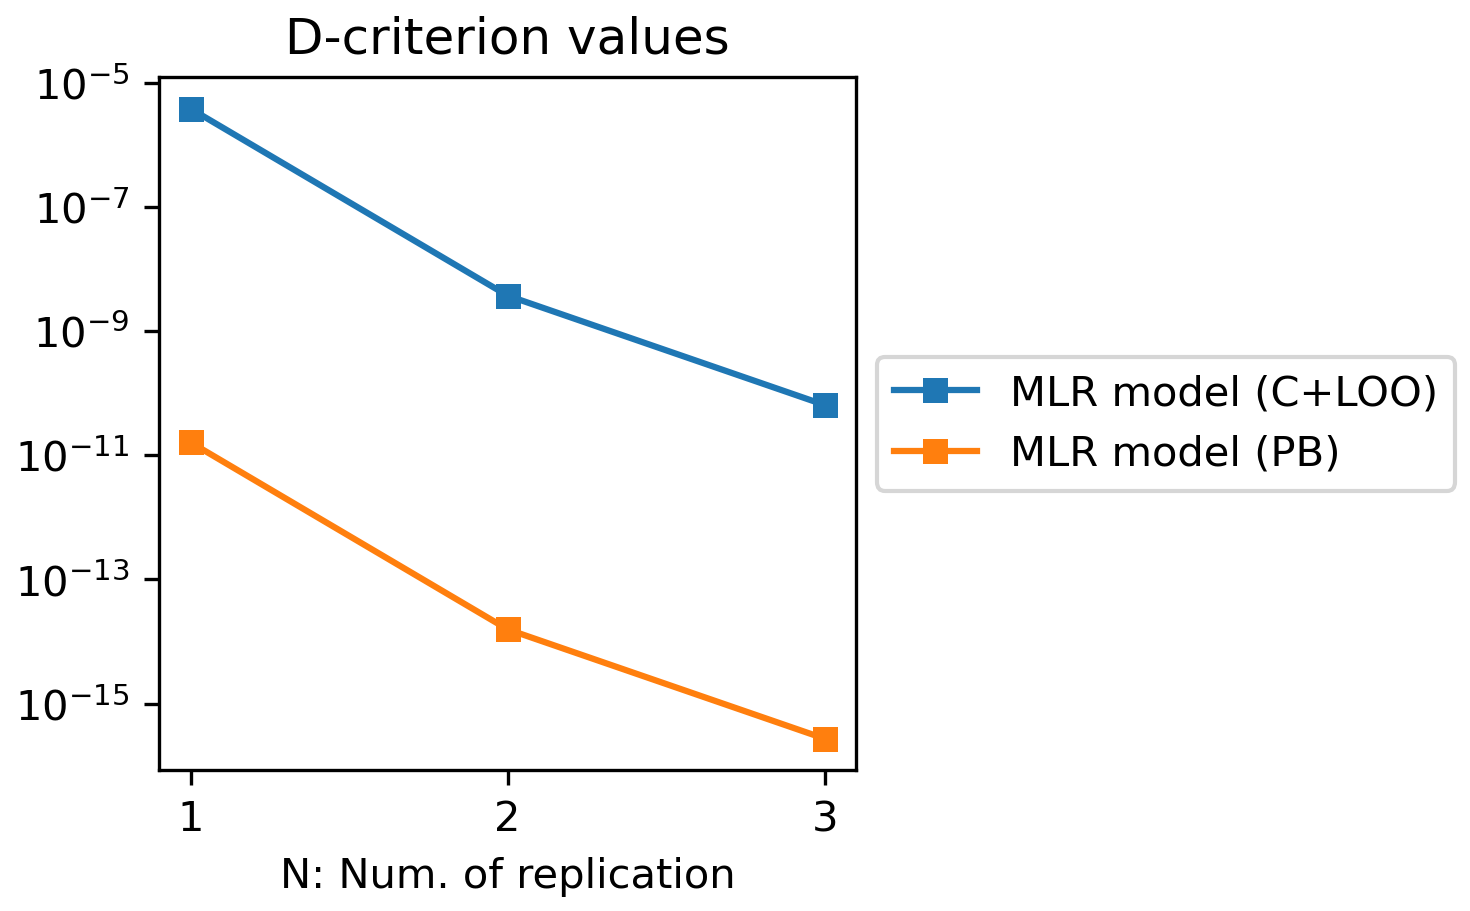 D-criterion values
10⁻⁵
10⁻⁷
10⁻⁹
10⁻¹¹
10⁻¹³
10⁻¹⁵
1 2 3
N: Num. of replication
MLR model (C+LOO)
MLR model (PB)